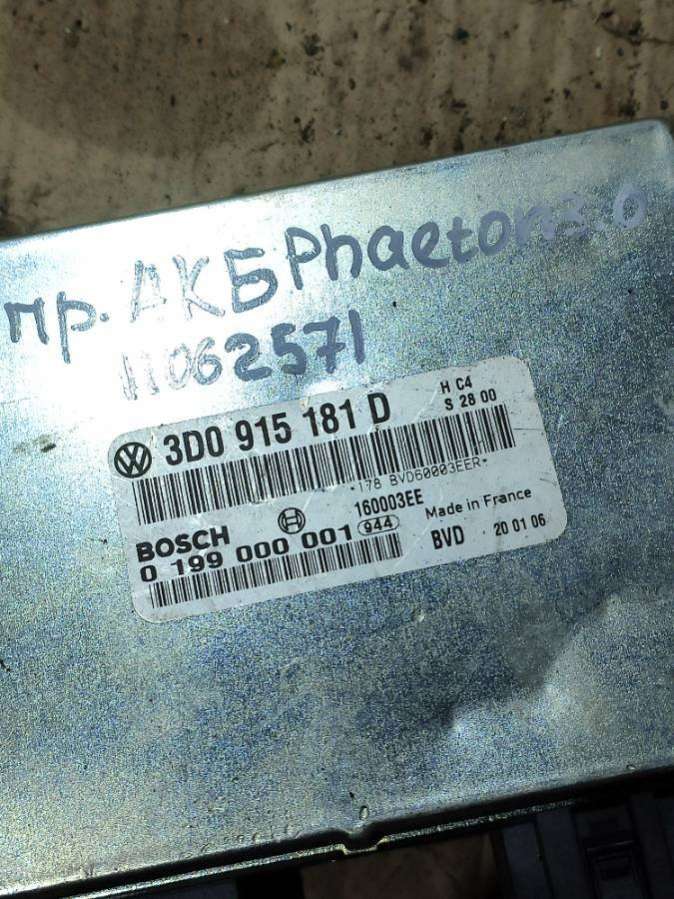 пр. АКБ Phaeton 3.0
11062571
3D0 915 181 D
H C4
S 28 00
-178 BVD60003EER-
BOSCH
160003EE
Made in France
0 199 000 001 944
BVD 20 01 06